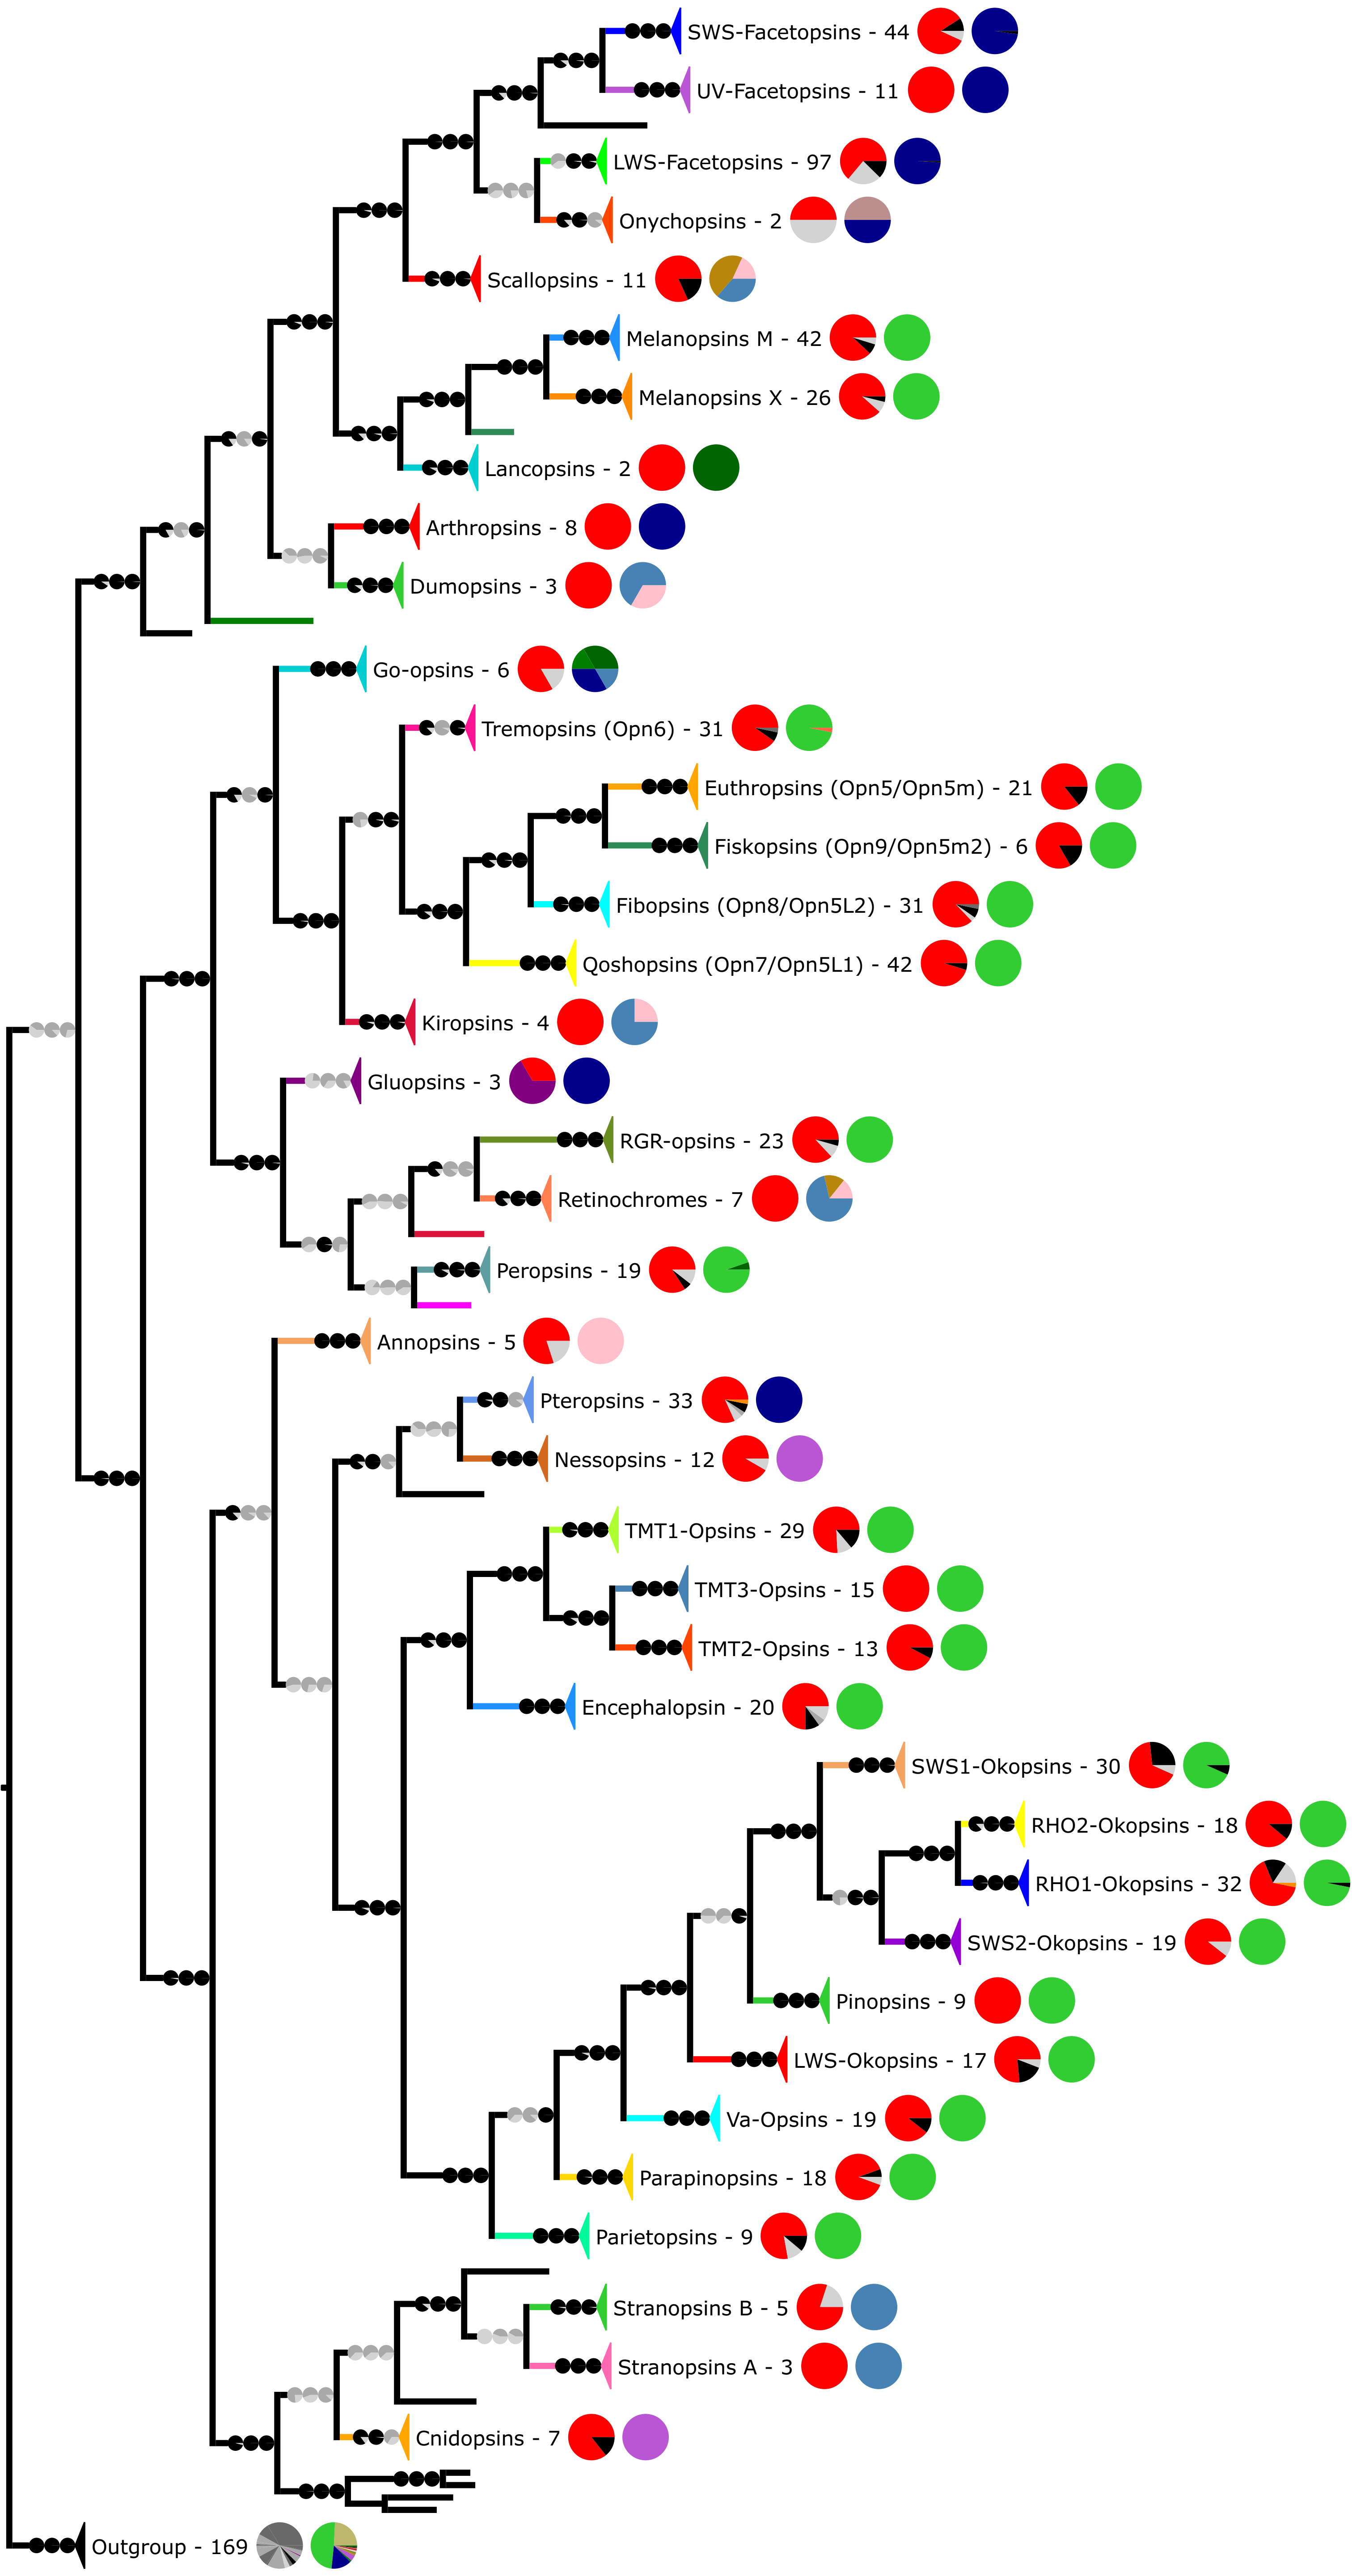 SWS-Facetopsins - 44
UV-Facetopsins - 11
LWS-Facetopsins - 97
Onychopsins - 2
Scallopsins - 11
Melanopsins M - 42
Melanopsins X - 26
Lancopsins - 2
Arthropsins - 8
Dumopsins - 3
Go-opsins - 6
Tremopsins (Opn6) - 31
Euthropsins (Opn5/Opn5m) - 21
Fiskopsins (Opn9/Opn5m2) - 6
Fibopsins (Opn8/Opn5L2) - 31
Qoshopsins (Opn7/Opn5L1) - 42
Kiropsins - 4
Gluopsins - 3
RGR-opsins - 23
Retinochromes - 7
Peropsins - 19
Annopsins - 5
Pteropsins - 33
Nessopsins - 12
TMT1-Opsins - 29
TMT3-Opsins - 15
TMT2-Opsins - 13
Encephalopsin - 20
SWS1-Okopsins - 30
RHO2-Okopsins - 18
RHO1-Okopsins - 32
SWS2-Okopsins - 19
Pinopsins - 9
LWS-Okopsins - 17
Va-Opsins - 19
Parapinopsins - 18
Parietopsins - 9
Stranopsins B - 5
Stranopsins A - 3
Cnidopsins - 7
Outgroup - 169